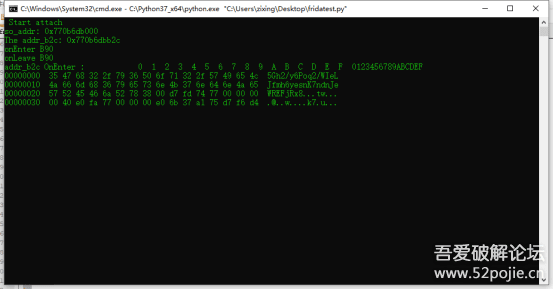 C:\Windows\System32\cmd.exe - C:\Python37_x64\python.exe "C:\Users\zixing\Desktop\fridatest.py"
Start attach
so_addr: 0x770b6db000
The addr_b2c: 0x770b6dbb2c
onEnter B90
onLeave B90
addr_b2c OnEnter : 0 1 2 3 4 5 6 7 8 9 A B C D E F 0123456789ABCDEF
00000000 35 47 68 32 2f 79 36 50 6f 71 32 2f 57 49 65 4c 5Gh2/y6Poq2/WIeL
00000010 4a 66 6d 68 36 79 65 73 6e 4b 37 6e 64 6e 4a 65 Jfmh6yesnK7ndnJe
00000020 57 52 45 46 6a 52 78 38 00 d7 fd 74 77 00 00 00 WREFjRx8...tw...
00000030 00 40 e0 fa 77 00 00 00 e0 6b 37 a1 75 d7 f6 d4 .@..w....k7.u...
吾爱破解论坛
www.52pojie.cn